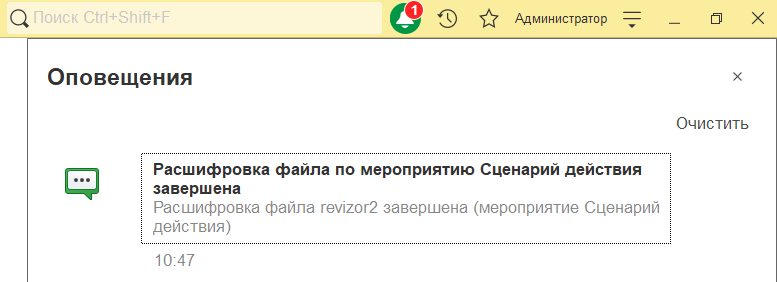 Поиск Ctrl+Shift+F
1
Администратор
Оповещения
Очистить
Расшифровка файла по мероприятию Сценарий действия
завершена
Расшифровка файла revizor2 завершена (мероприятие Сценарий
действия)
10:47